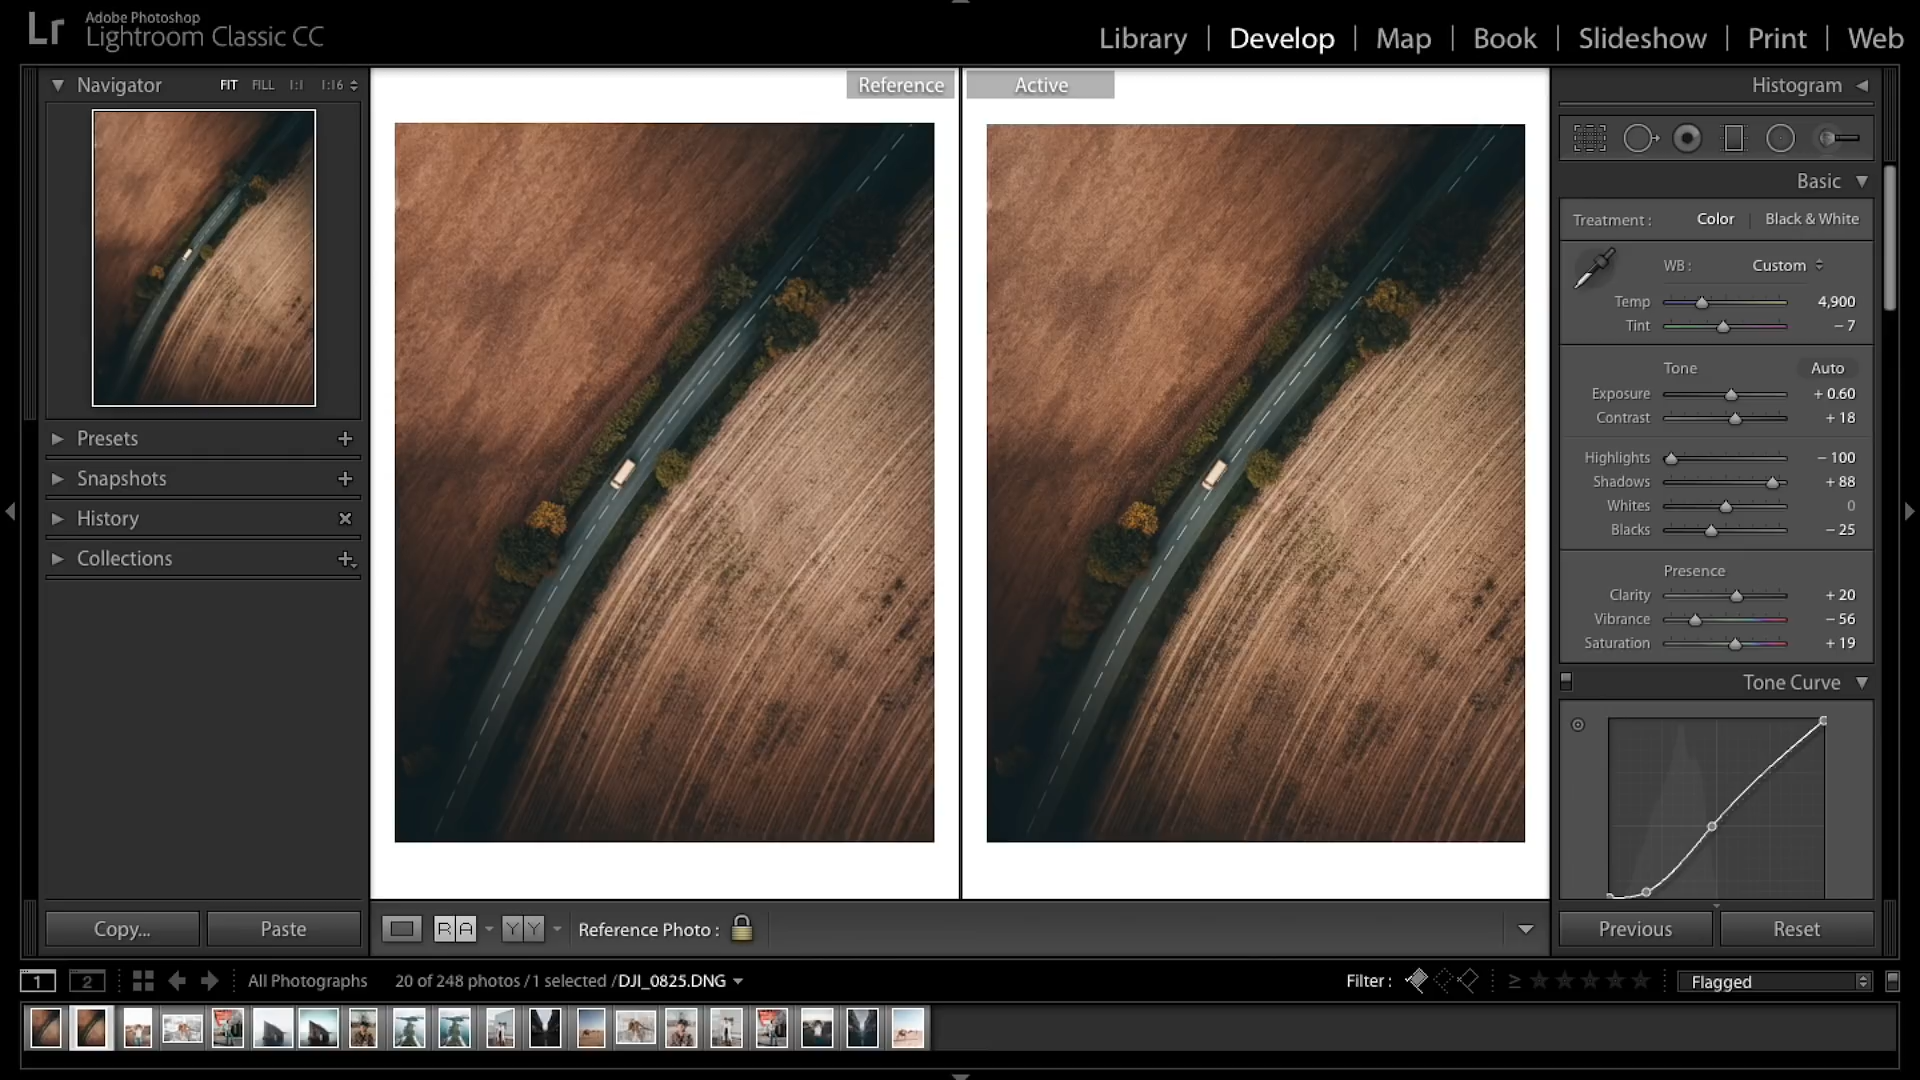 Lr
Adobe Photoshop
Lightroom Classic CC
Library | Develop | Map | Book | Slideshow | Print | Web
Navigator FIT FILL 1:1 1:16
Presets
Snapshots
History
Collections
Copy... Paste
Reference Active
R A Y Y Reference Photo :
Histogram
Basic
Treatment : Color Black & White
WB : Custom
Temp 4,900
Tint – 7
Tone Auto
Exposure + 0.60
Contrast + 18
Highlights – 100
Shadows + 88
Whites 0
Blacks – 25
Presence
Clarity + 20
Vibrance – 56
Saturation + 19
Tone Curve
Previous Reset
1 2 All Photographs 20 of 248 photos / 1 selected / DJI_0825.DNG Filter : ≥ Flagged